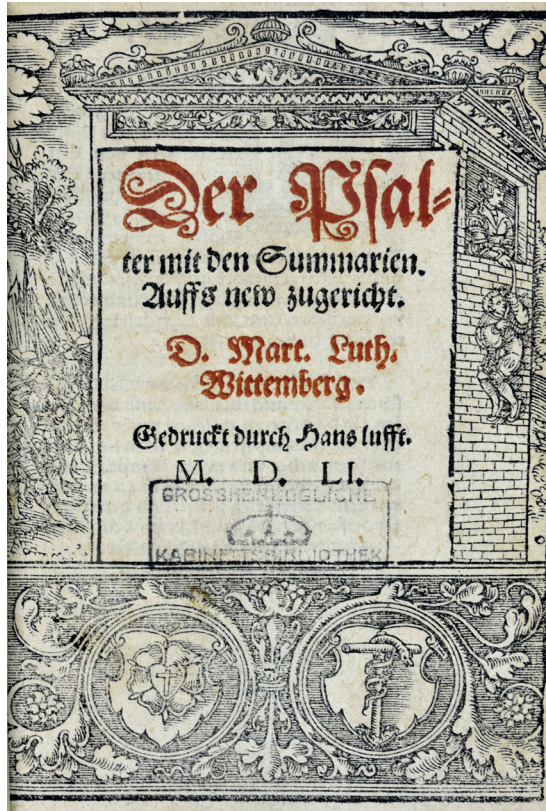 Der Psal⸗
ter mit den Summarien.
Auffs new zugericht.
D. Mart. Luth.
Wittemberg.
Gedruckt durch Hans lufft.
M. D. LI.
GROSSHERZOGLICHE
KABINETTSBIBLIOTHEK